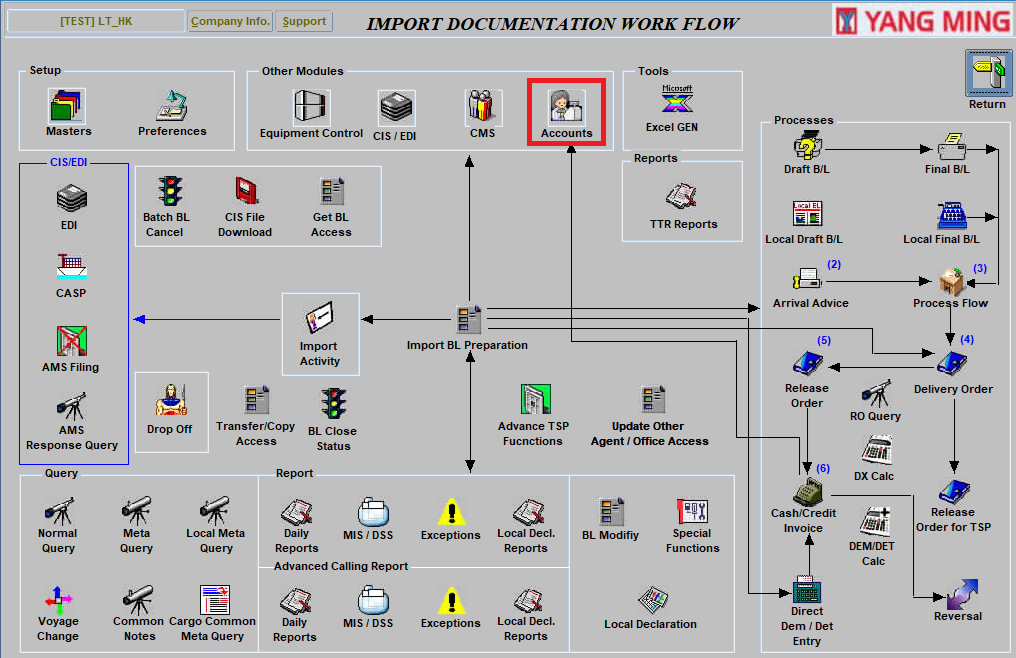 [TEST] LT_HK
Company Info.
Support
IMPORT DOCUMENTATION WORK FLOW
YANG MING
Setup
Masters
Preferences
Other Modules
Equipment Control
CIS / EDI
CMS
Accounts
Tools
Microsoft
Excel GEN
Return
Reports
TTR Reports
CIS/EDI
EDI
CASP
AMS Filing
AMS
Response Query
Batch BL
Cancel
CIS File
Download
Get BL
Access
Import
Activity
Import BL Preparation
Drop Off
Transfer/Copy
Access
BL Close
Status
Advance TSP
Fucnctions
Update Other
Agent / Office Access
Processes
Draft B/L
Final B/L
Local BL
Local Draft B/L
Local Final B/L
(2)
Arrival Advice
(3)
Process Flow
(5)
Release
Order
(4)
Delivery Order
RO Query
DX Calc
(6)
Cash/Credit
Invoice
DEM/DET
Calc
Release
Order for TSP
Direct
Dem / Det
Entry
Reversal
Query
Normal
Query
Meta
Query
Local Meta
Query
Voyage
Change
Common
Notes
Cargo Common
Meta Query
Report
Daily
Reports
MIS / DSS
Exceptions
Local Decl.
Reports
Advanced Calling Report
Daily
Reports
MIS / DSS
Exceptions
Local Decl.
Reports
BL Modifiy
Special
Functions
Local Declaration